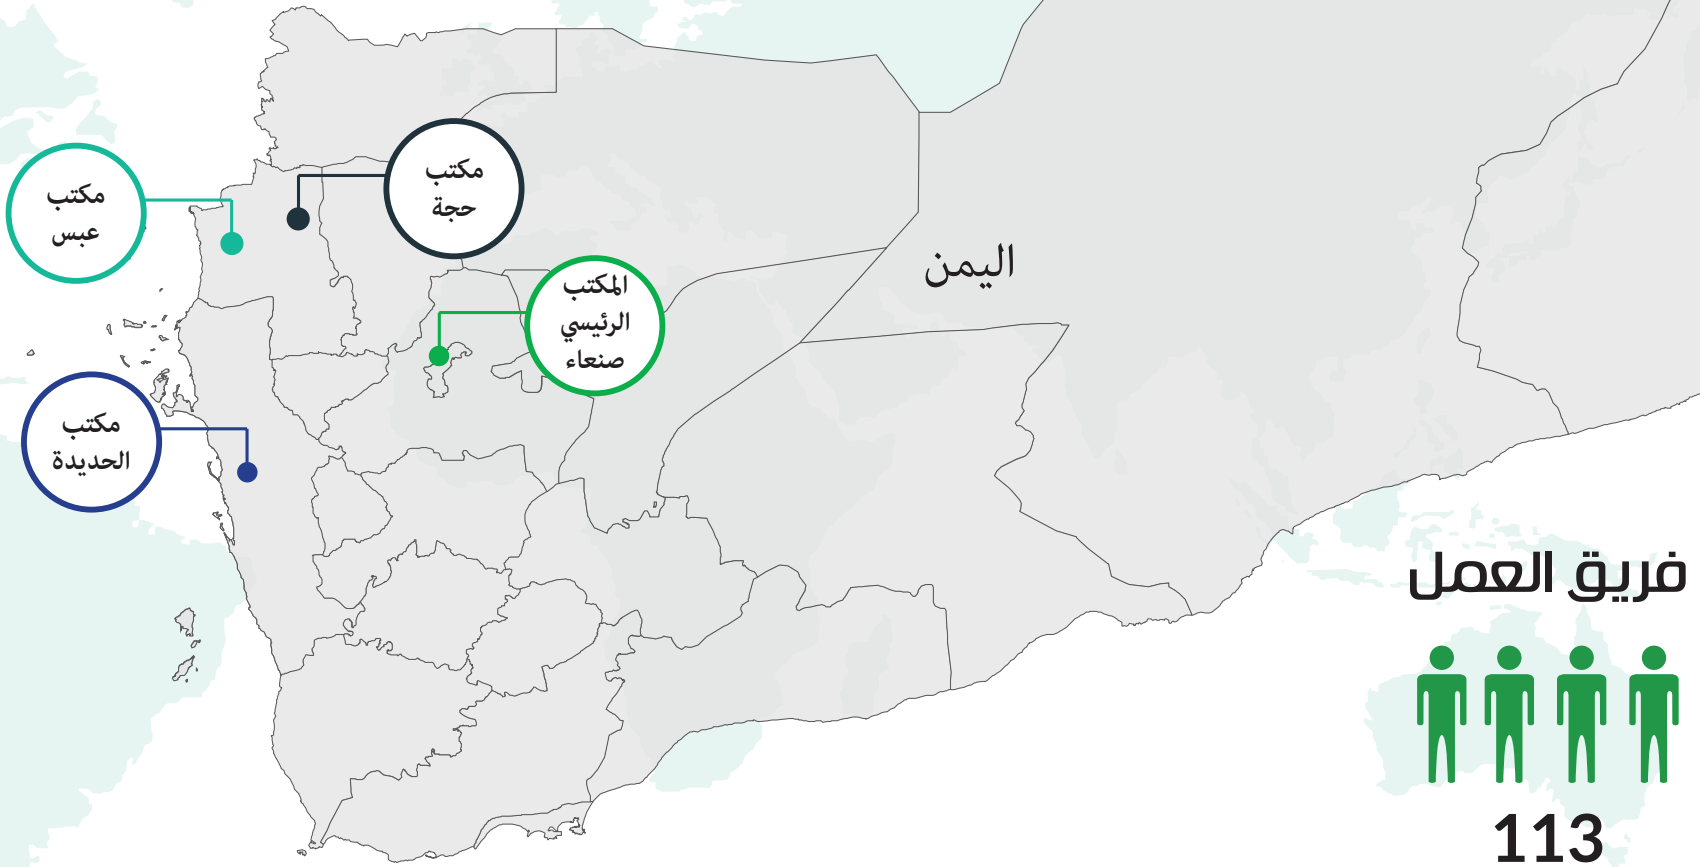 مكتب
حجة
مكتب
عبس
المكتب
الرئيسي
صنعاء
اليمن
مكتب
الحديدة
فريق العمل
113